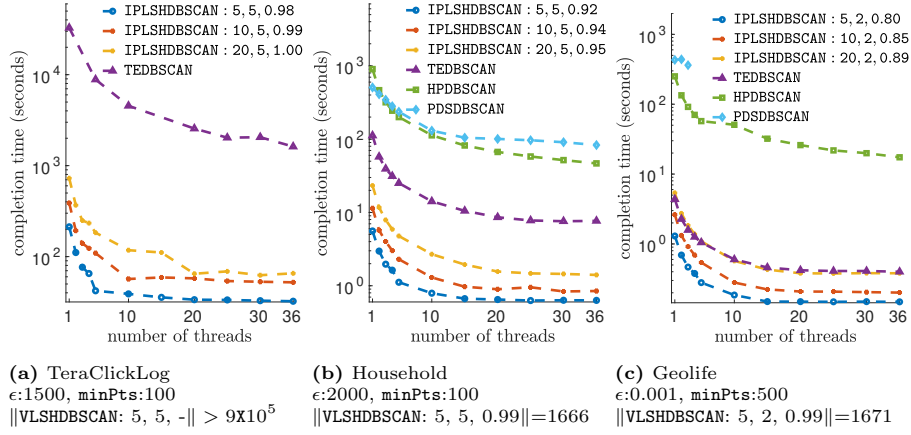 IPLSHDBSCAN : 5, 5, 0.98
IPLSHDBSCAN : 10, 5, 0.99
IPLSHDBSCAN : 20, 5, 1.00
TEDBSCAN
completion time (seconds)
10^4
10^3
10^2
1 10 20 30 36
number of threads
(a) TeraClickLog
ϵ:1500, minPts:100
‖VLSHDBSCAN: 5, 5, -‖ > 9X10^5
IPLSHDBSCAN : 5, 5, 0.92
IPLSHDBSCAN : 10, 5, 0.94
IPLSHDBSCAN : 20, 5, 0.95
TEDBSCAN
HPDBSCAN
PDSDBSCAN
completion time (seconds)
10^3
10^2
10^1
10^0
1 10 20 30 36
number of threads
(b) Household
ϵ:2000, minPts:100
‖VLSHDBSCAN: 5, 5, 0.99‖=1666
IPLSHDBSCAN : 5, 2, 0.80
IPLSHDBSCAN : 10, 2, 0.85
IPLSHDBSCAN : 20, 2, 0.89
TEDBSCAN
HPDBSCAN
PDSDBSCAN
completion time (seconds)
10^3
10^2
10^1
10^0
1 10 20 30 36
number of threads
(c) Geolife
ϵ:0.001, minPts:500
‖VLSHDBSCAN: 5, 2, 0.99‖=1671